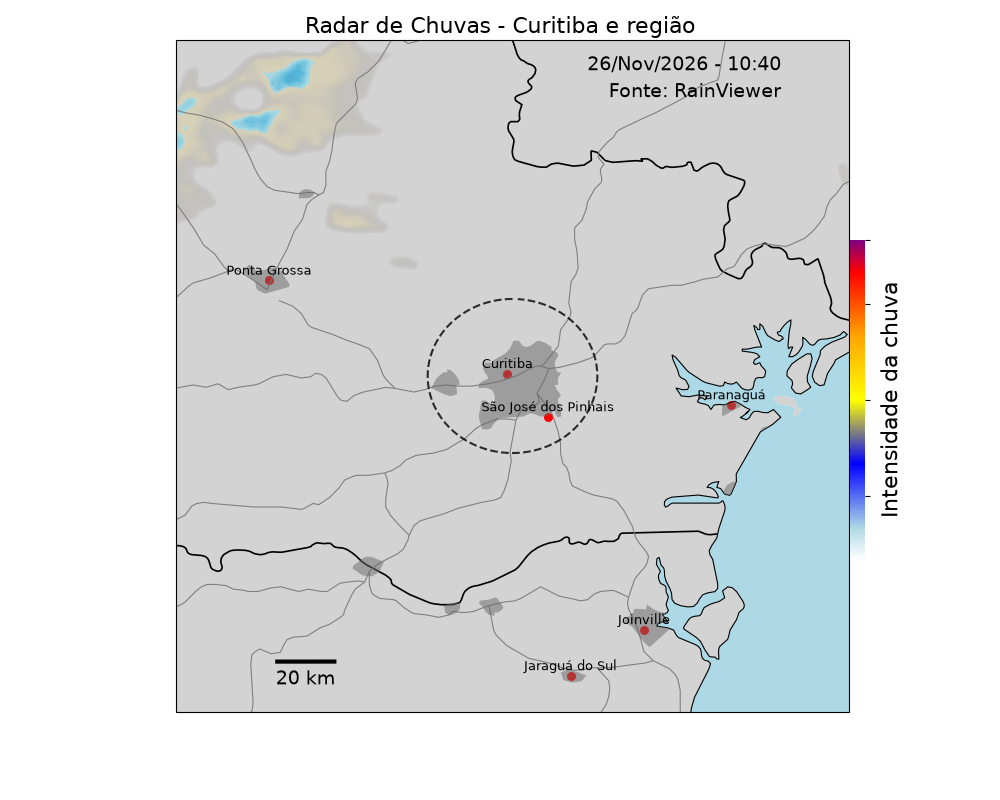 Radar de Chuvas - Curitiba e região
26/Nov/2026 - 10:40
Fonte: RainViewer
Ponta Grossa
Curitiba
Paranaguá
São José dos Pinhais
Intensidade da chuva
Joinville
Jaraguá do Sul
20 km